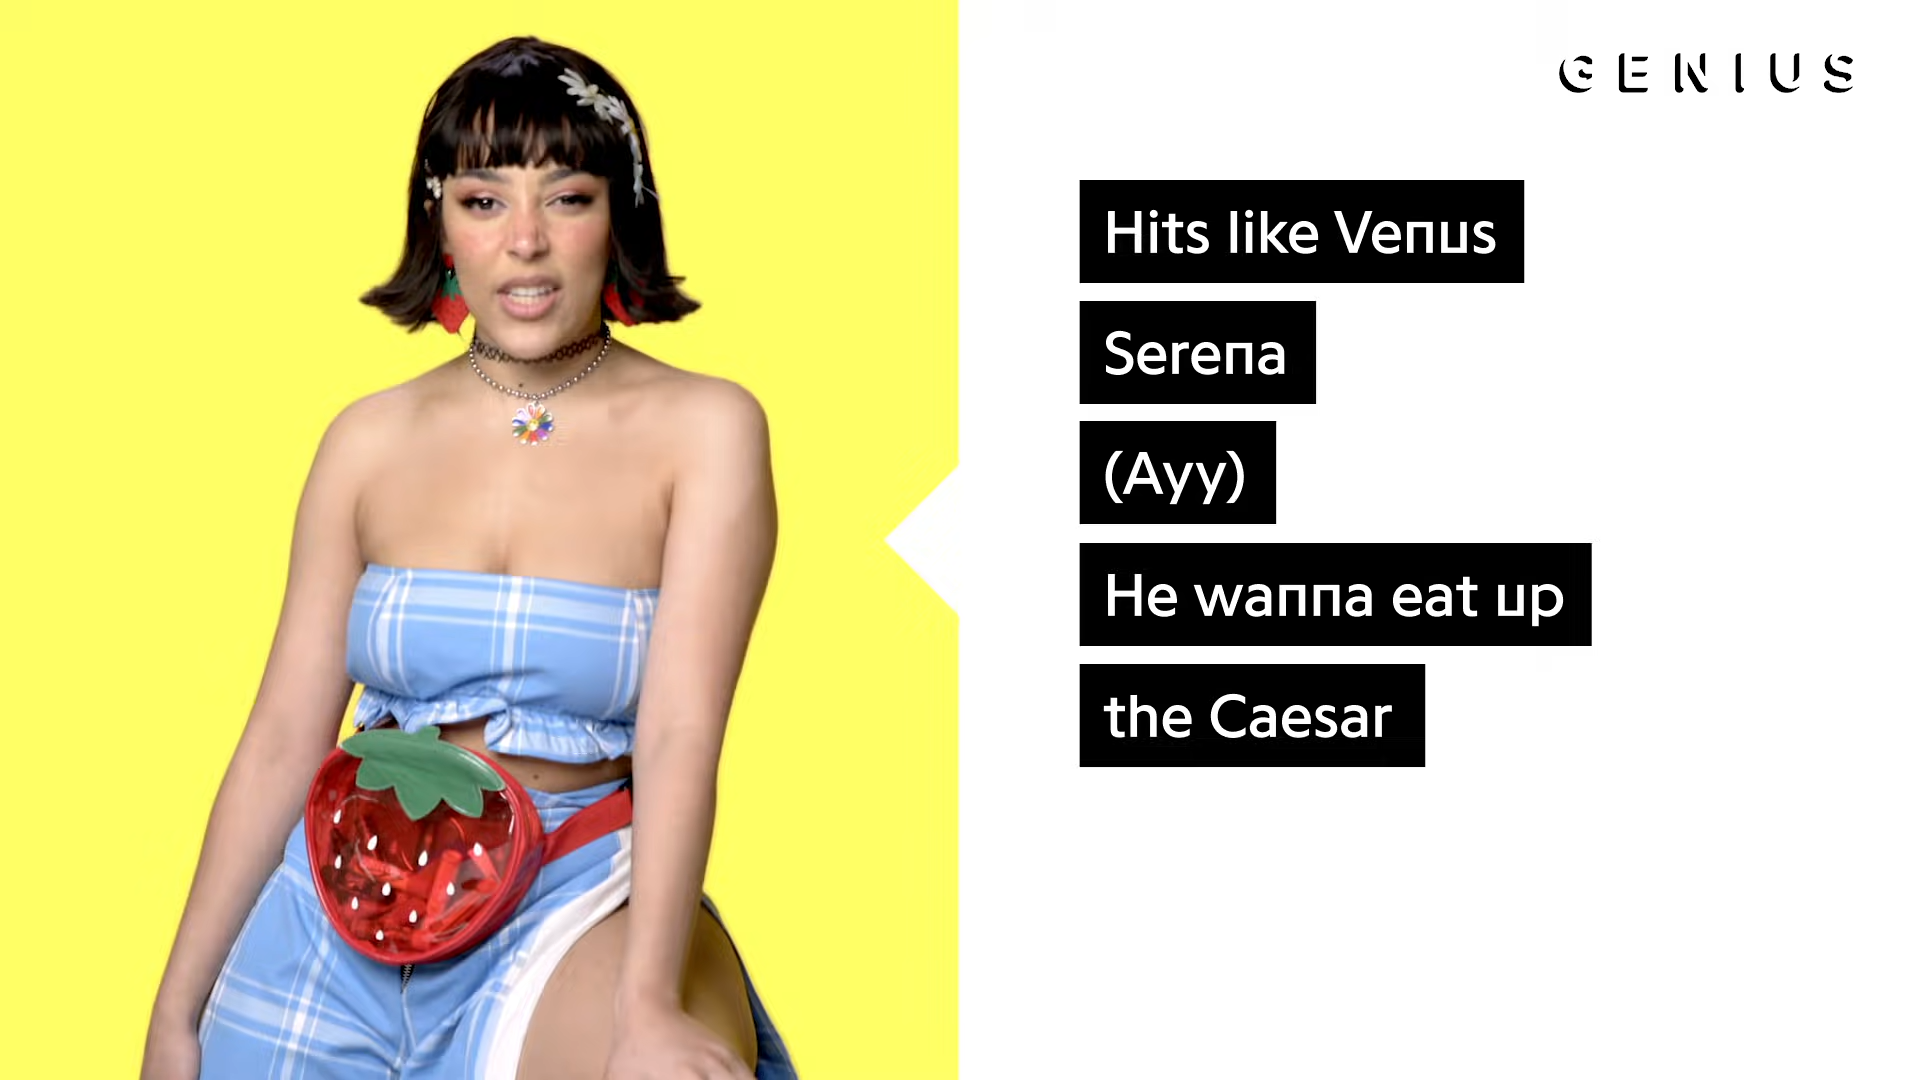 GENIUS
Hits like Venus
Serena
(Ayy)
He wanna eat up
the Caesar